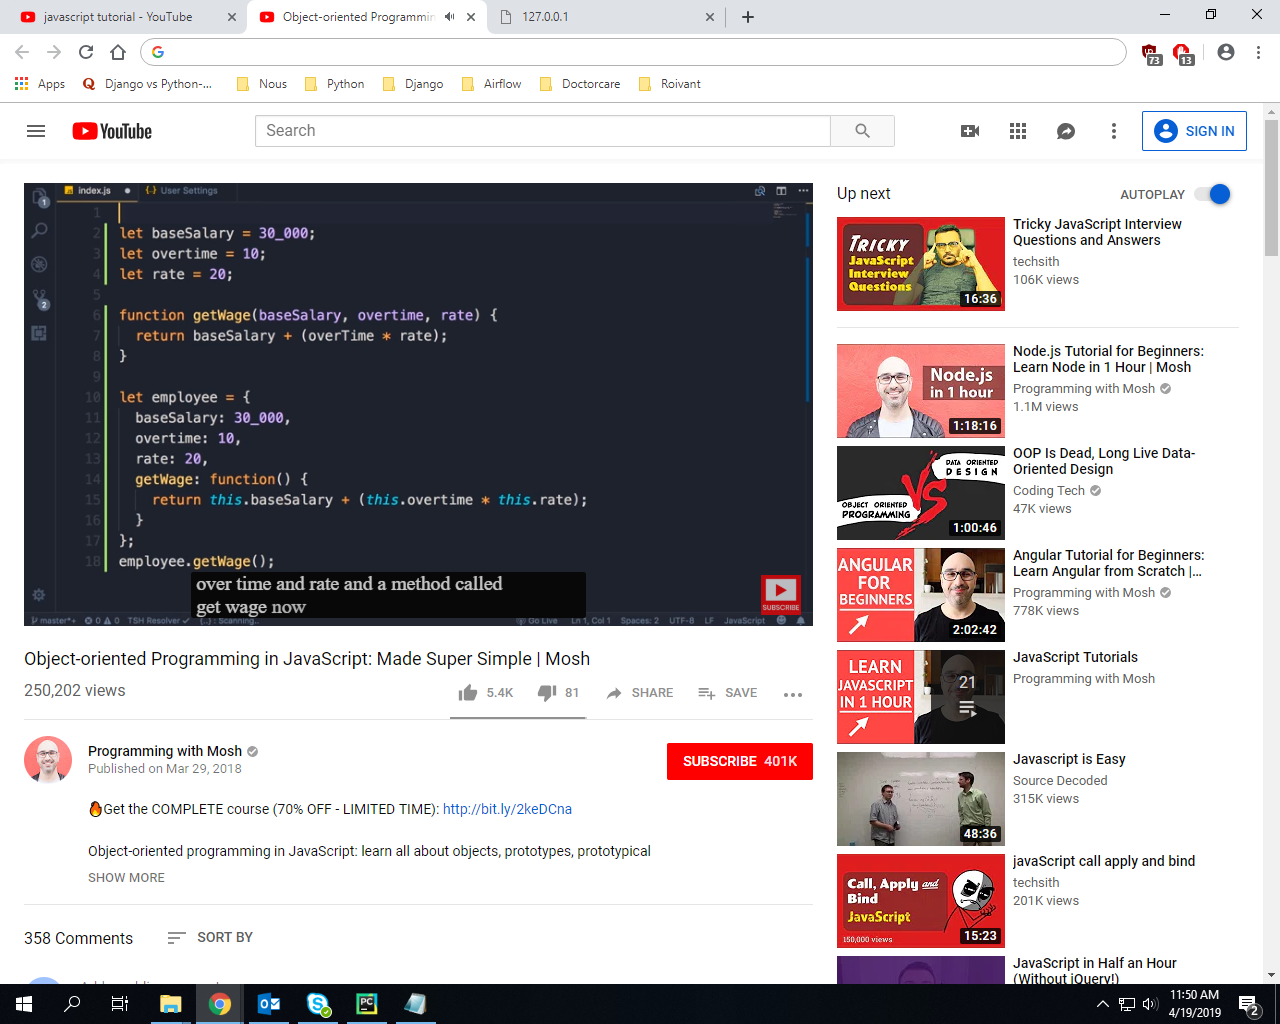 javascript tutorial - YouTube
Object-oriented Programmin
127.0.0.1
73
13
Apps
Django vs Python-...
Nous
Python
Django
Airflow
Doctorcare
Roivant
YouTube
Search
SIGN IN
index.js
User Settings
1
2 let baseSalary = 30_000;
3 let overtime = 10;
4 let rate = 20;
5
6 function getWage(baseSalary, overtime, rate) {
7 return baseSalary + (overTime * rate);
8 }
9
10 let employee = {
11 baseSalary: 30_000,
12 overtime: 10,
13 rate: 20,
14 getWage: function() {
15 return this.baseSalary + (this.overtime * this.rate);
16 }
17 };
18 employee.getWage();
1
2
over time and rate and a method called
get wage now
SUBSCRIBE
master*+ 0 0 TSH Resolver ✓ {..} : Scanning.. Go Live Ln 1, Col 1 Spaces: 2 UTF-8 LF JavaScript
Object-oriented Programming in JavaScript: Made Super Simple | Mosh
250,202 views
5.4K
81
SHARE
SAVE
Programming with Mosh
Published on Mar 29, 2018
SUBSCRIBE 401K
🔥Get the COMPLETE course (70% OFF - LIMITED TIME): http://bit.ly/2keDCna
Object-oriented programming in JavaScript: learn all about objects, prototypes, prototypical
SHOW MORE
358 Comments
SORT BY
Up next
AUTOPLAY
TRICKY
JavaScript
Interview
Questions
16:36
Tricky JavaScript Interview
Questions and Answers
techsith
106K views
Node.js
in 1 hour
1:18:16
Node.js Tutorial for Beginners:
Learn Node in 1 Hour | Mosh
Programming with Mosh
1.1M views
DATA ORIENTED
DESIGN
VS
OBJECT ORIENTED
PROGRAMMING
1:00:46
OOP Is Dead, Long Live Data-
Oriented Design
Coding Tech
47K views
ANGULAR
FOR
BEGINNERS
2:02:42
Angular Tutorial for Beginners:
Learn Angular from Scratch |...
Programming with Mosh
778K views
LEARN
JAVASCRIPT
IN 1 HOUR
21
JavaScript Tutorials
Programming with Mosh
48:36
Javascript is Easy
Source Decoded
315K views
Call, Apply and
Bind
JavaScript
150,000 views
15:23
javaScript call apply and bind
techsith
201K views
JavaScript in Half an Hour
(Without jQuery!)
11:50 AM
4/19/2019
2